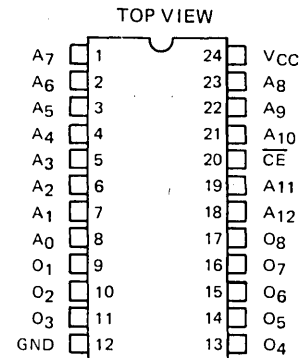 TOP VIEW
A7 1 24 VCC
A6 2 23 A8
A5 3 22 A9
A4 4 21 A10
A3 5 20 C̅E̅
A2 6 19 A11
A1 7 18 A12
A0 8 17 O8
O1 9 16 O7
O2 10 15 O6
O3 11 14 O5
GND 12 13 O4